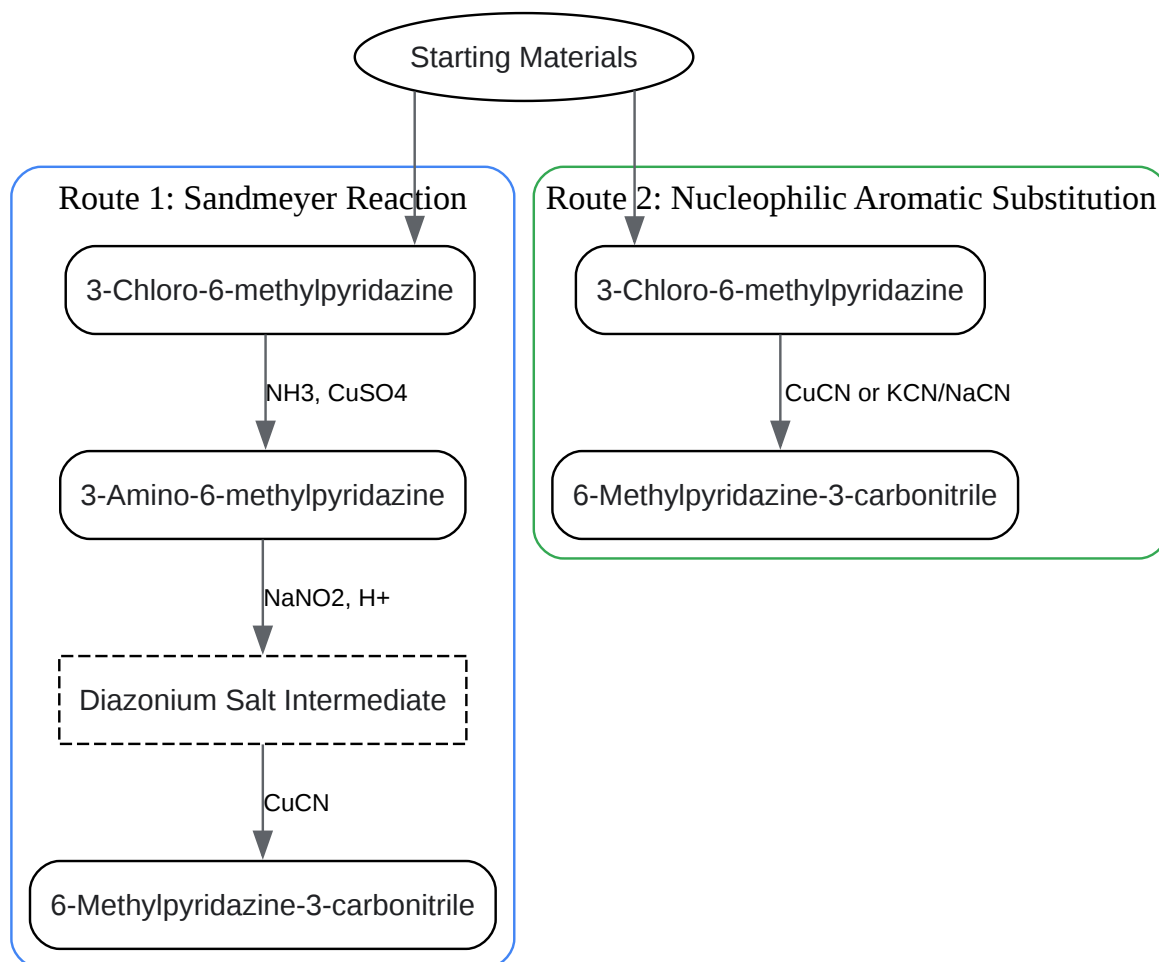 Starting Materials
Route 1: Sandmeyer Reaction
3-Chloro-6-methylpyridazine
NH3, CuSO4
3-Amino-6-methylpyridazine
NaNO2, H+
Diazonium Salt Intermediate
CuCN
6-Methylpyridazine-3-carbonitrile
Route 2: Nucleophilic Aromatic Substitution
3-Chloro-6-methylpyridazine
CuCN or KCN/NaCN
6-Methylpyridazine-3-carbonitrile